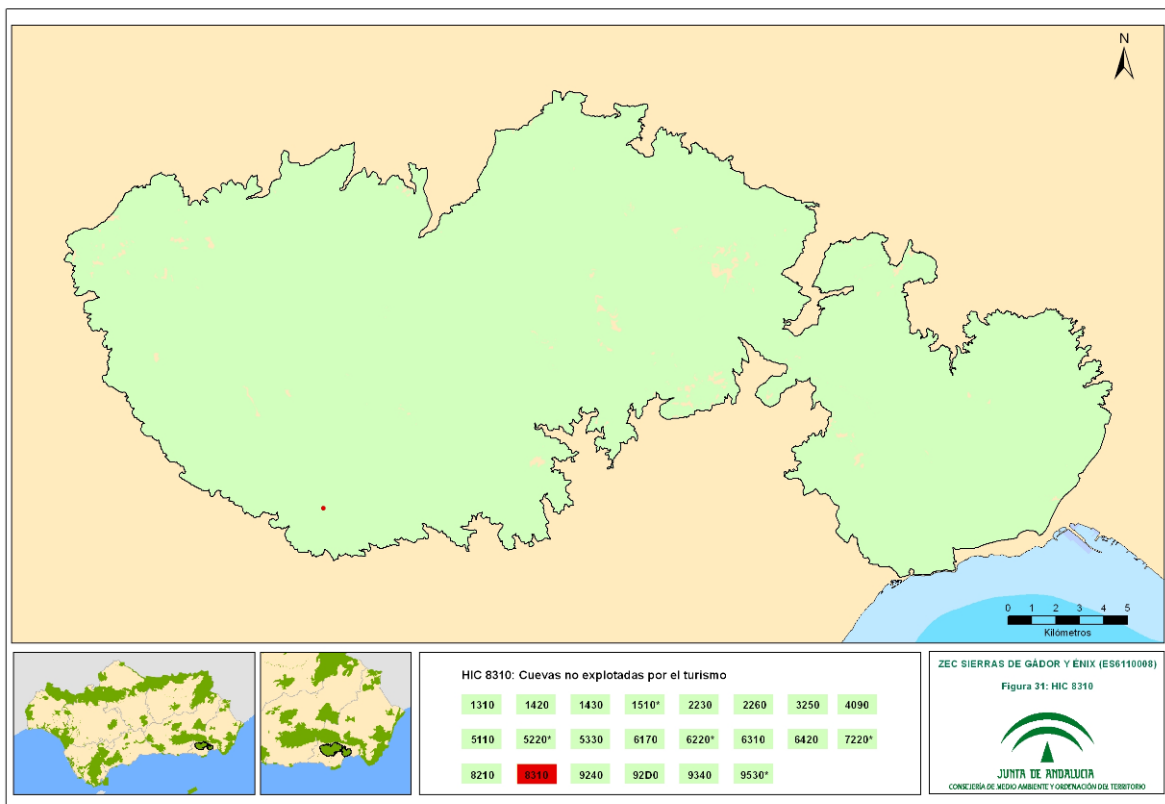 N
0 1 2 3 4 5
Kilómetros
HIC 8310: Cuevas no explotadas por el turismo
1310 1420 1430 1510* 2230 2260 3250 4090
5110 5220* 5330 6170 6220* 6310 6420 7220*
8210 8310 9240 92D0 9340 9530*
ZEC SIERRAS DE GÁDOR Y ÉNIX (ES6110008)
Figura 31: HIC 8310
JUNTA DE ANDALUCIA
CONSEJERÍA DE MEDIO AMBIENTE Y ORDENACIÓN DEL TERRITORIO